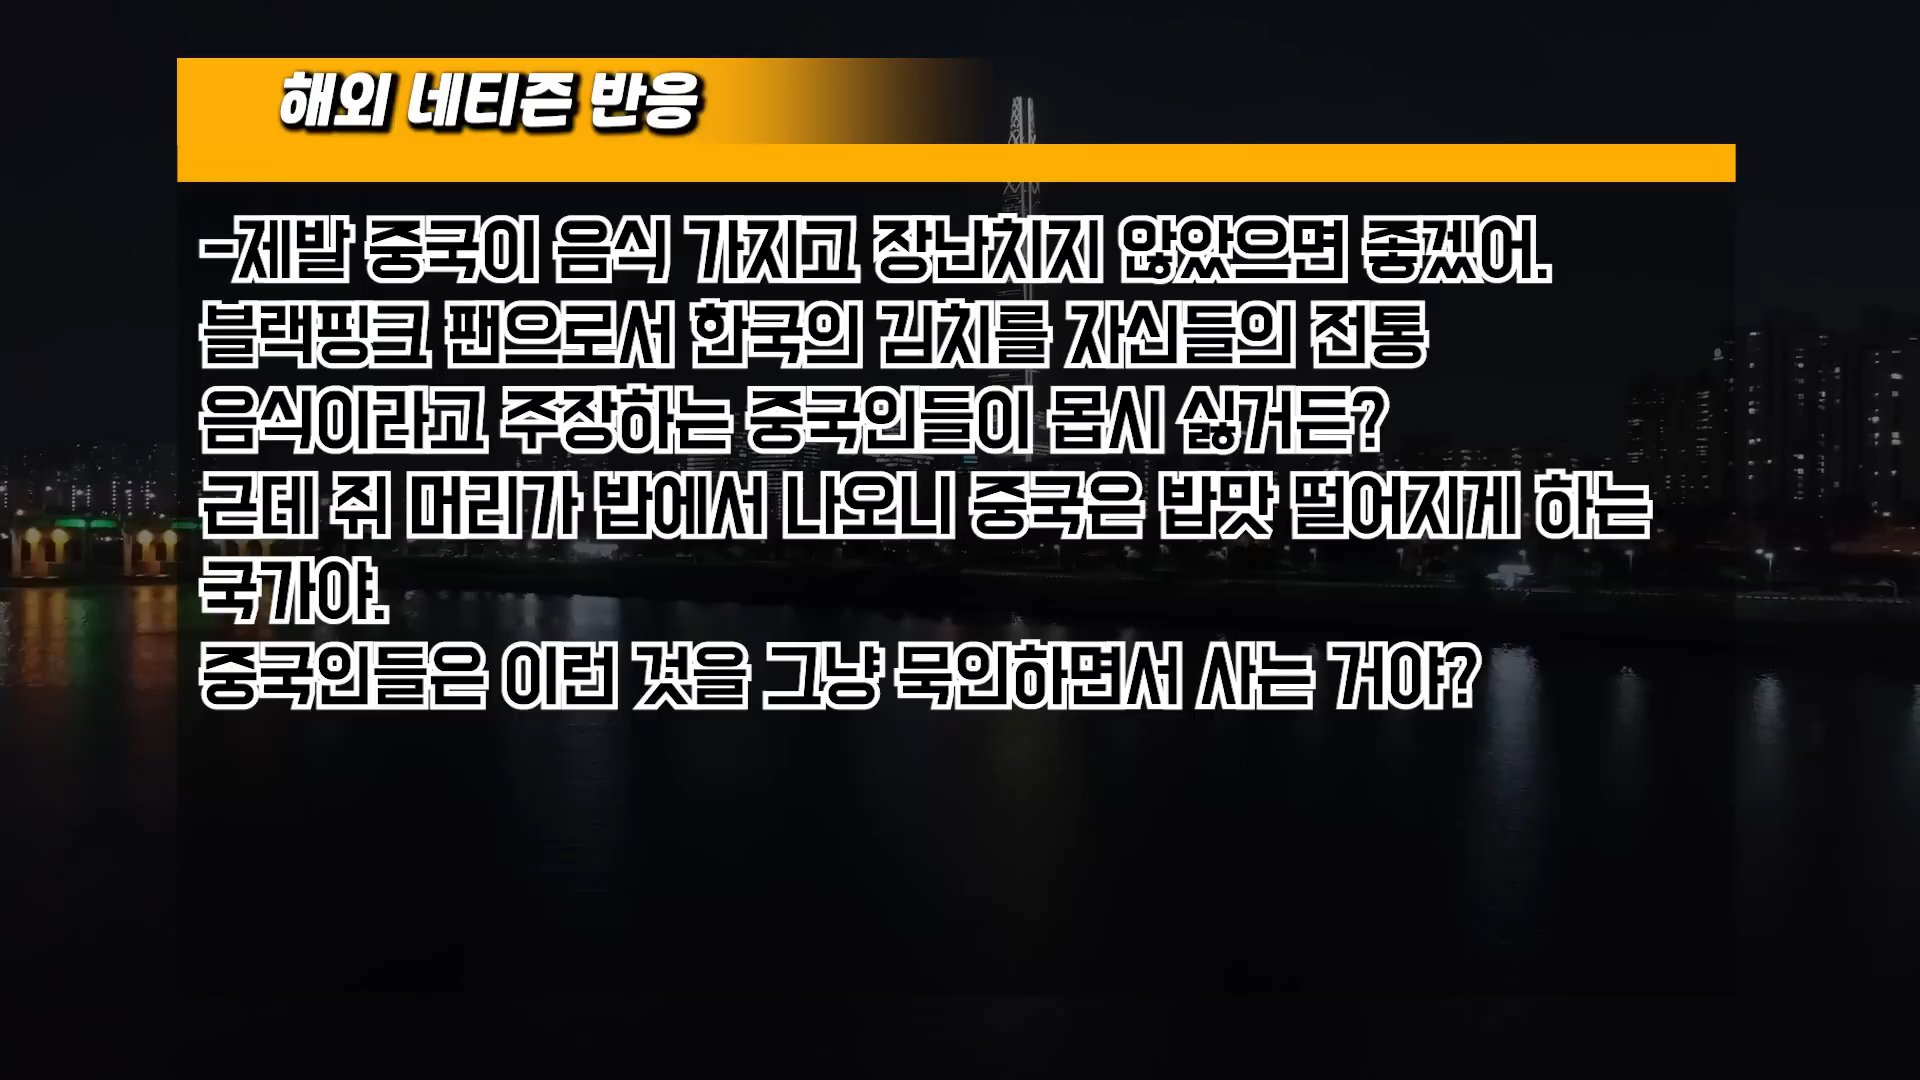 해외 네티즌 반응
-제발 중국이 음식 가지고 장난치지 않았으면 좋겠어.
블랙핑크 팬으로서 한국의 김치를 자신들의 전통
음식이라고 주장하는 중국인들이 몹시 싫거든?
근데 쥐 머리가 밥에서 나오니 중국은 밥맛 떨어지게 하는
국가야.
중국인들은 이런 것을 그냥 묵인하면서 사는 거야?